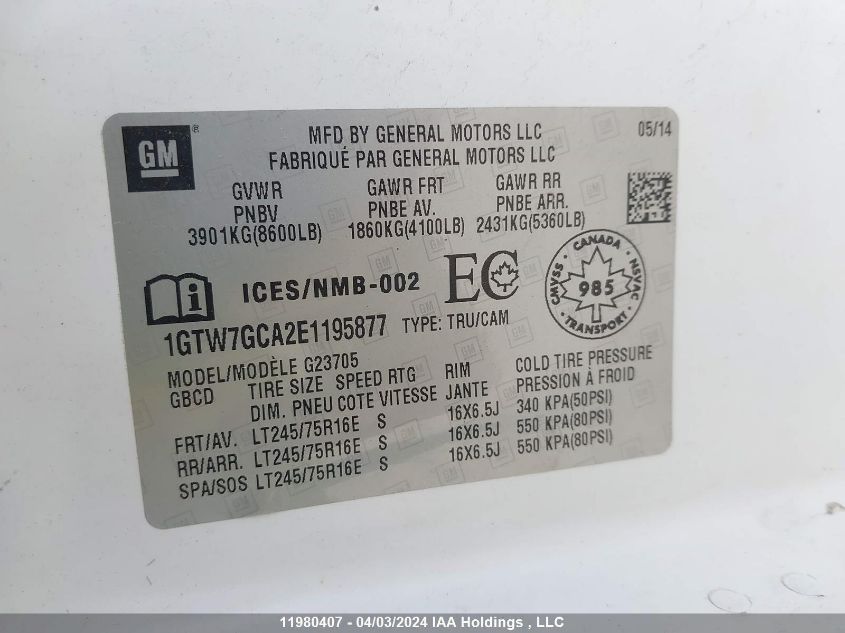 GM®
MFD BY GENERAL MOTORS LLC 05/14
FABRIQUÉ PAR GENERAL MOTORS LLC
GVWR GAWR FRT GAWR RR
PNBV PNBE AV. PNBE ARR.
3901KG(8600LB) 1860KG(4100LB) 2431KG(5360LB)
i ICES/NMB-002 EC
CANADA
CMVSS 985 NSVAC
TRANSPORT
1GTW7GCA2E1195877 TYPE: TRU/CAM
MODEL/MODÈLE G23705
GBCD TIRE SIZE SPEED RTG RIM COLD TIRE PRESSURE
DIM. PNEU COTE VITESSE JANTE PRESSION À FROID
FRT/AV. LT245/75R16E S 16X6.5J 340 KPA(50PSI)
RR/ARR. LT245/75R16E S 16X6.5J 550 KPA(80PSI)
SPA/SOS LT245/75R16E S 16X6.5J 550 KPA(80PSI)
11980407 - 04/03/2024 IAA Holdings , LLC